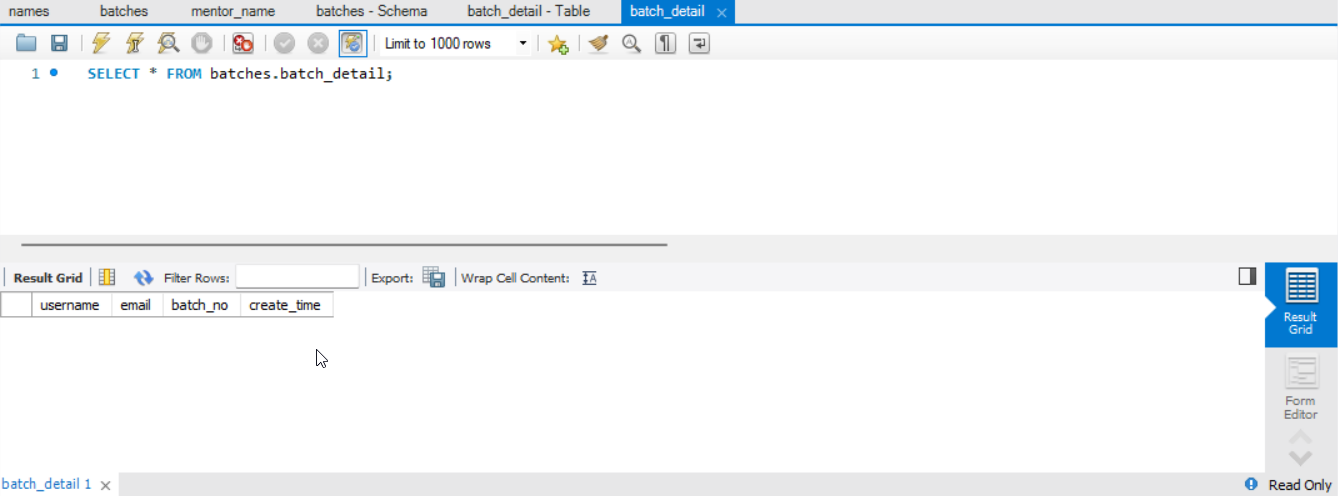 names batches mentor_name batches - Schema batch_detail - Table batch_detail
Limit to 1000 rows
1 SELECT * FROM batches.batch_detail;
Result Grid Filter Rows: Export: Wrap Cell Content:
username email batch_no create_time
Result
Grid
Form
Editor
batch_detail 1 Read Only